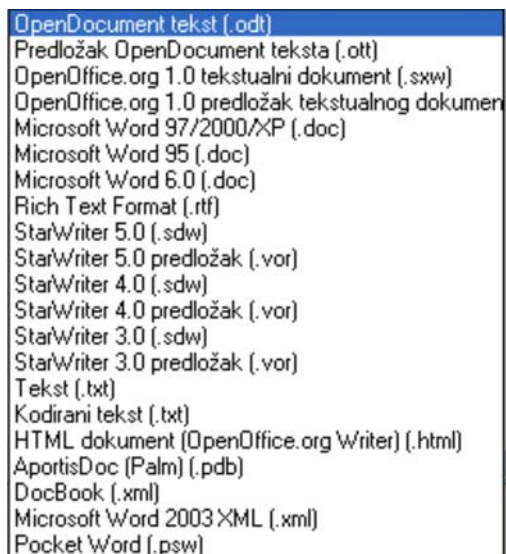 OpenDocument tekst (.odt)
Predložak OpenDocument teksta (.ott)
OpenOffice.org 1.0 tekstualni dokument (.sxw)
OpenOffice.org 1.0 predložak tekstualnog dokumen
Microsoft Word 97/2000/XP (.doc)
Microsoft Word 95 (.doc)
Microsoft Word 6.0 (.doc)
Rich Text Format (.rtf)
StarWriter 5.0 (.sdw)
StarWriter 5.0 predložak (.vor)
StarWriter 4.0 (.sdw)
StarWriter 4.0 predložak (.vor)
StarWriter 3.0 (.sdw)
StarWriter 3.0 predložak (.vor)
Tekst (.txt)
Kodirani tekst (.txt)
HTML dokument (OpenOffice.org Writer) (.html)
AportisDoc (Palm) (.pdb)
DocBook (.xml)
Microsoft Word 2003 XML (.xml)
Pocket Word (.psw)